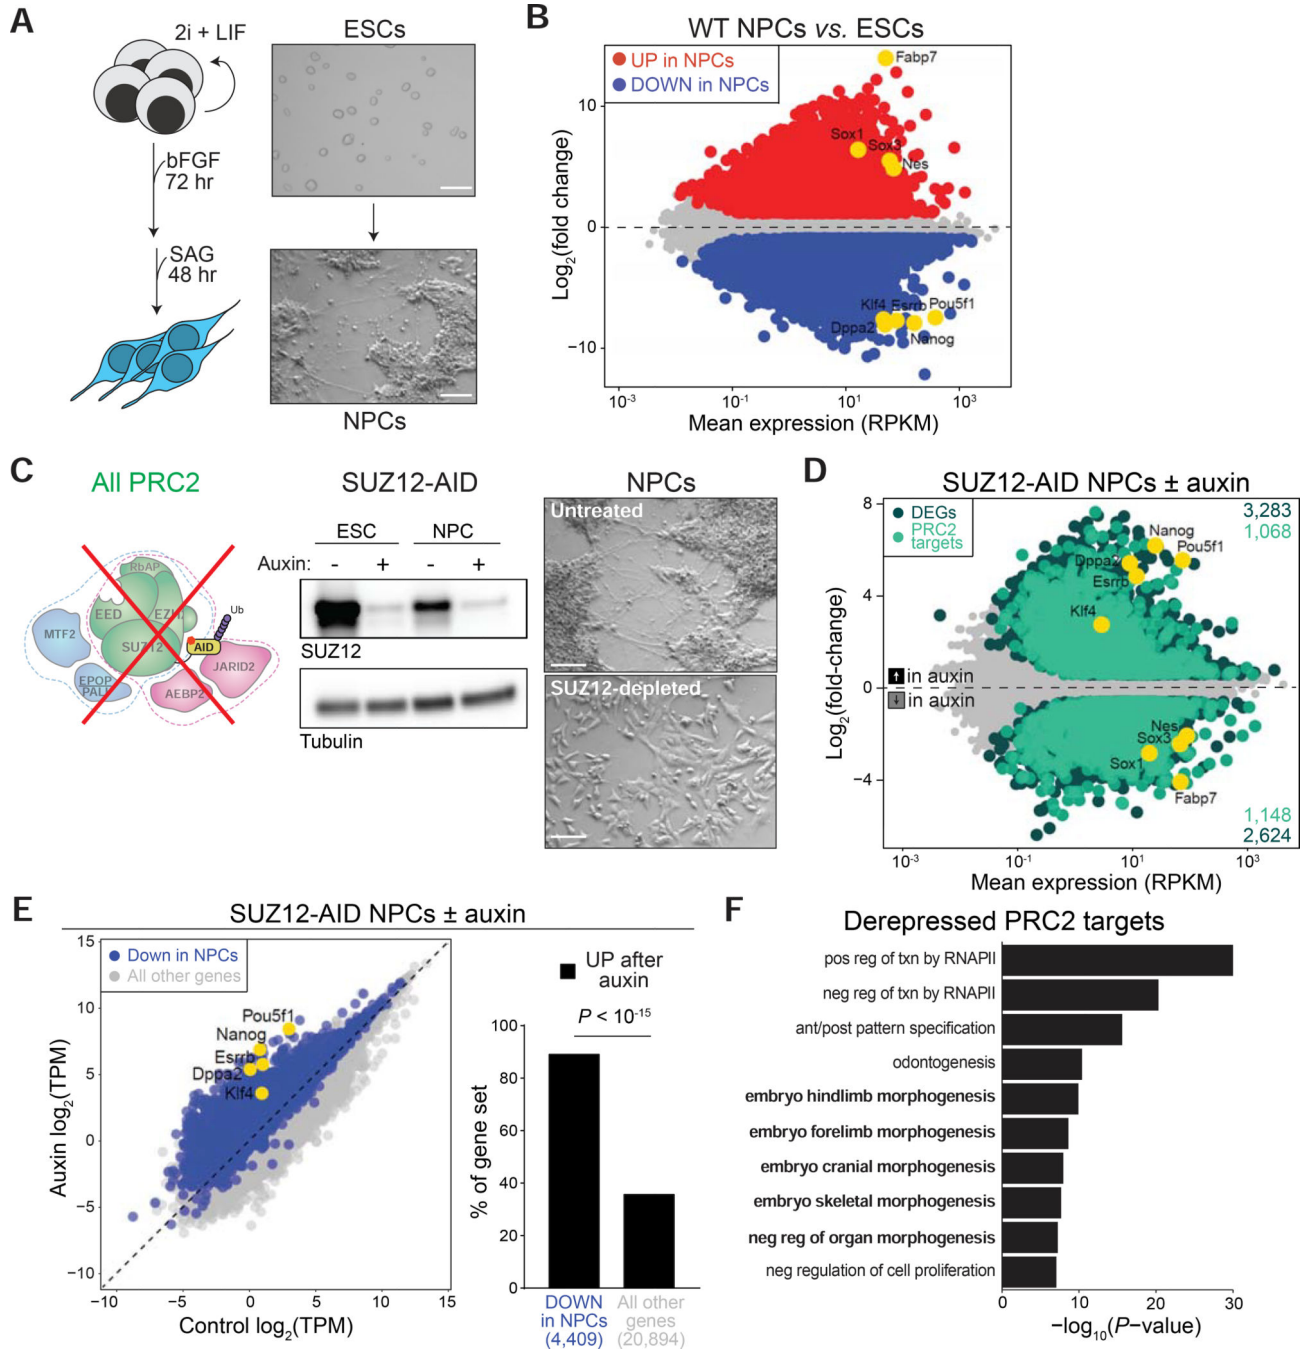 A
2i + LIF
bFGF
72 hr
SAG
48 hr
ESCs
NPCs
B
WT NPCs vs. ESCs
UP in NPCs
DOWN in NPCs
Fabp7
Sox1
Sox3
Nes
Klf4
Esrrb
Pou5f1
Dppa2
Nanog
Log2(fold change)
10
0
−10
10-3
10-1
101
103
Mean expression (RPKM)
C
All PRC2
RbAP
EED
EZH2
SUZ12
MTF2
EPOP
PALI
AEBP2
JARID2
AID
Ub
SUZ12-AID
ESC
NPC
Auxin:
-
+
-
+
SUZ12
Tubulin
NPCs
Untreated
SUZ12-depleted
D
SUZ12-AID NPCs ± auxin
DEGs
PRC2
targets
3,283
1,068
Nanog
Pou5f1
Dppa2
Esrrb
Klf4
↑ in auxin
↓ in auxin
Nes
Sox3
Sox1
Fabp7
1,148
2,624
Log2(fold-change)
8
4
0
−4
10-3
10-1
101
103
Mean expression (RPKM)
E
SUZ12-AID NPCs ± auxin
Down in NPCs
All other genes
Pou5f1
Nanog
Esrrb
Dppa2
Klf4
Auxin log2(TPM)
15
10
5
0
−5
−10
−10
−5
0
5
10
15
Control log2(TPM)
UP after
auxin
P < 10-15
% of gene set
100
80
60
40
20
0
DOWN
in NPCs
(4,409)
All other
genes
(20,894)
F
Derepressed PRC2 targets
pos reg of txn by RNAPII
neg reg of txn by RNAPII
ant/post pattern specification
odontogenesis
embryo hindlimb morphogenesis
embryo forelimb morphogenesis
embryo cranial morphogenesis
embryo skeletal morphogenesis
neg reg of organ morphogenesis
neg regulation of cell proliferation
0
10
20
30
−log10(P−value)